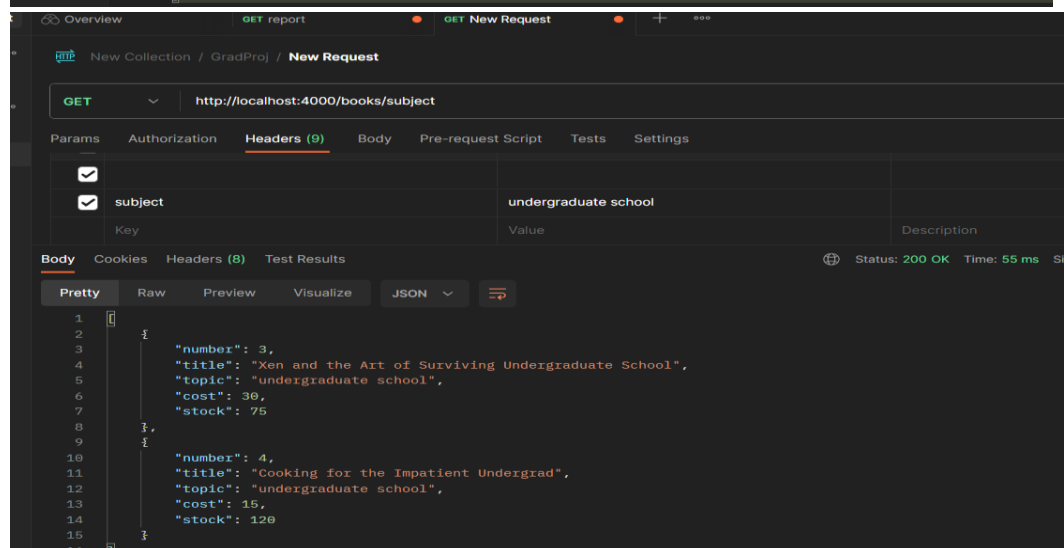 Overview GET report GET New Request
HTTP New Collection / GradProj / New Request
GET http://localhost:4000/books/subject
Params Authorization Headers (9) Body Pre-request Script Tests Settings
subject undergraduate school
Key Value Description
Body Cookies Headers (8) Test Results Status: 200 OK Time: 55 ms
Pretty Raw Preview Visualize JSON
1 [
2 {
3 "number": 3,
4 "title": "Xen and the Art of Surviving Undergraduate School",
5 "topic": "undergraduate school",
6 "cost": 30,
7 "stock": 75
8 },
9 {
10 "number": 4,
11 "title": "Cooking for the Impatient Undergrad",
12 "topic": "undergraduate school",
13 "cost": 15,
14 "stock": 120
15 }